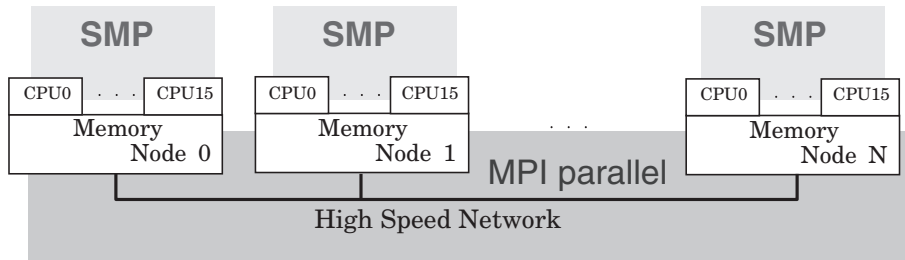 SMP SMP SMP
CPU0 . . . CPU15 CPU0 . . . CPU15 CPU0 . . . CPU15
Memory Memory . . . Memory
Node 0 Node 1 Node N
MPI parallel
High Speed Network